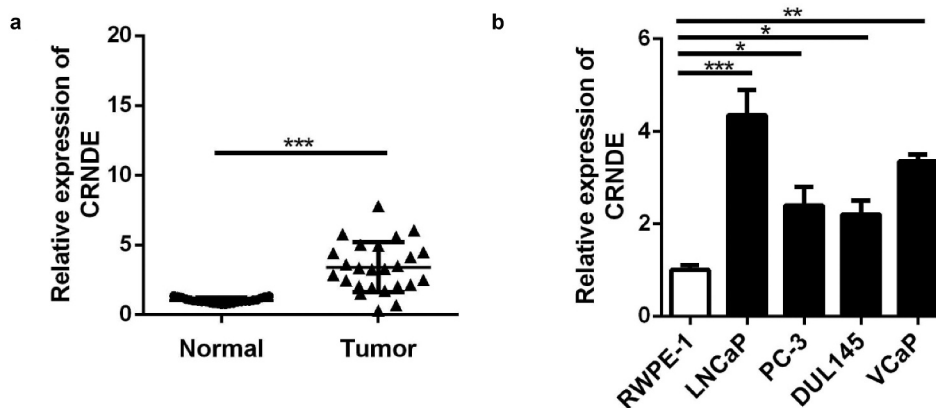 a
Relative expression of
CRNDE
20
15
10
5
0
***
Normal
Tumor
b
Relative expression of
CRNDE
6
4
2
0
**
*
*
***
RWPE-1
LNCaP
PC-3
DUL145
VCaP